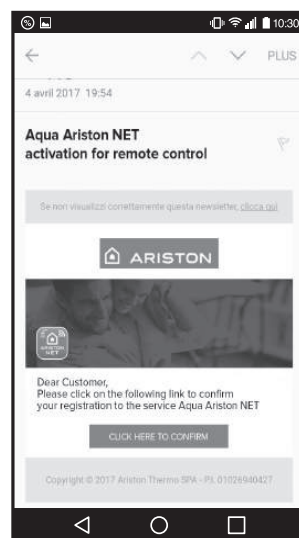 10:30
PLUS
4 avril 2017 19:54
Aqua Ariston NET
activation for remote control
Se non visualizzi correttamente questa newsletter, clicca qui
ARISTON
ARISTON
NET
Dear Customer,
Please click on the following link to confirm
your registration to the service Aqua Ariston NET
CLICK HERE TO CONFIRM
Copyright © 2017 Ariston Thermo SPA - P.I. 01026940427